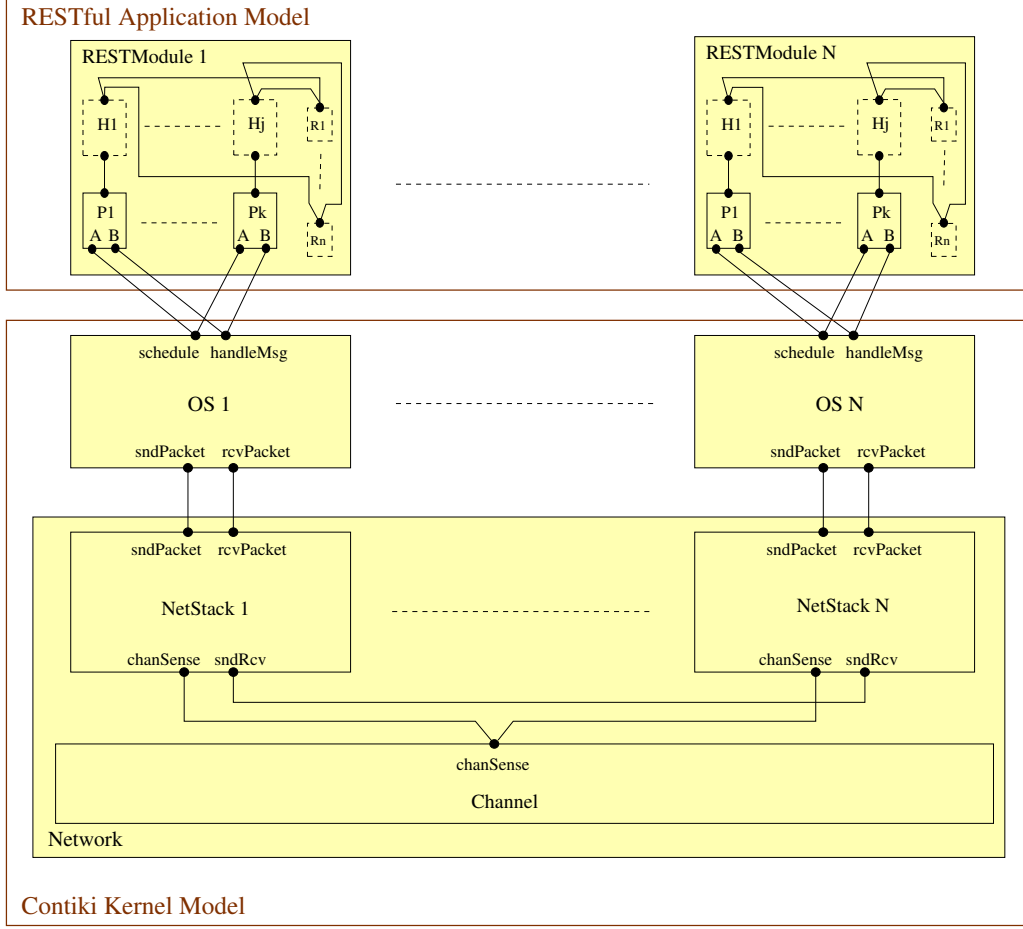 RESTful Application Model
RESTModule 1
RESTModule N
H1 Hj R1
H1 Hj R1
P1 Pk Rn
A B A B
P1 Pk Rn
A B A B
schedule handleMsg
schedule handleMsg
OS 1
OS N
sndPacket rcvPacket
sndPacket rcvPacket
sndPacket rcvPacket
sndPacket rcvPacket
NetStack 1
NetStack N
chanSense sndRcv
chanSense sndRcv
chanSense
Channel
Network
Contiki Kernel Model